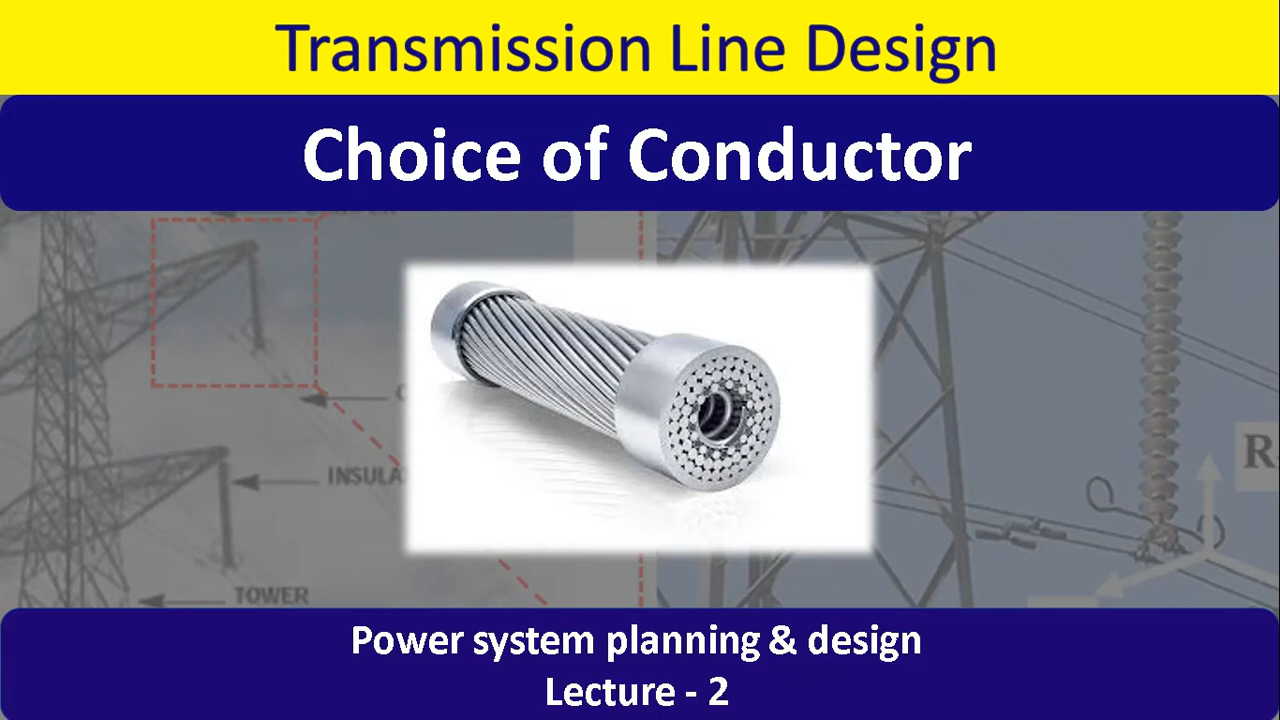 Transmission Line Design
Choice of Conductor
INSULA
TOWER
R
Power system planning & design
Lecture - 2